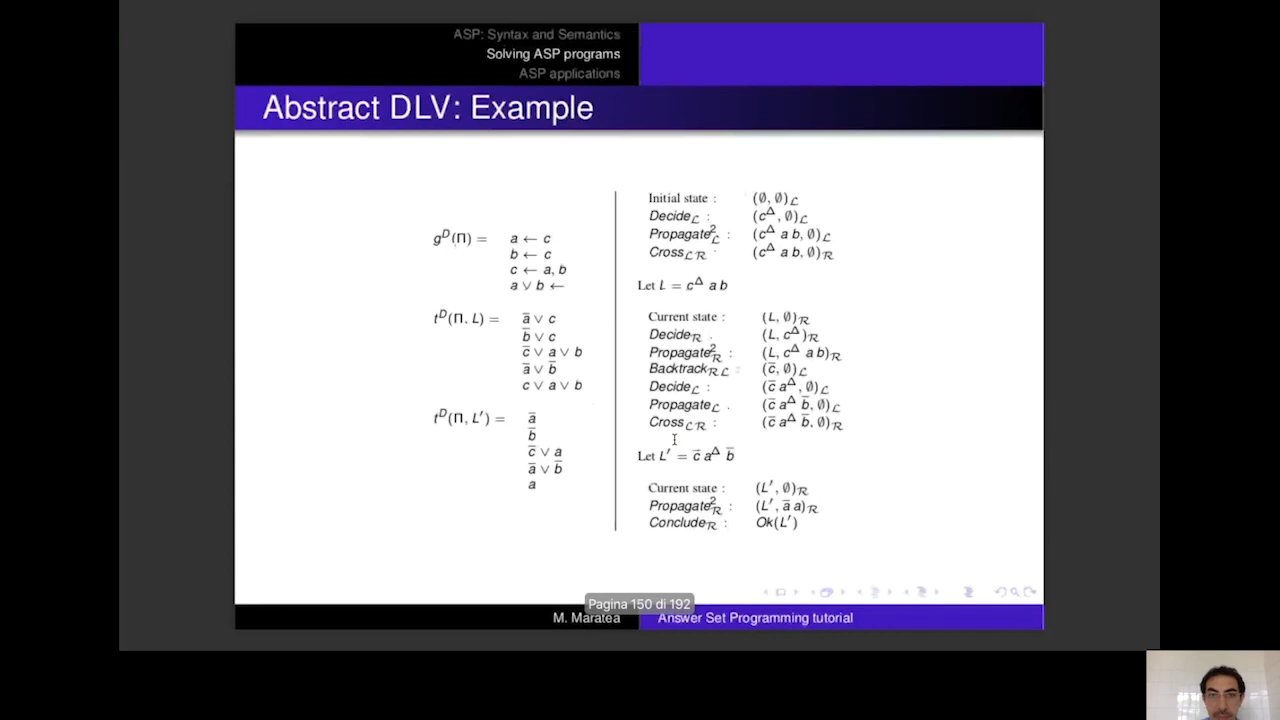 ASP: Syntax and Semantics
Solving ASP programs
ASP applications
Abstract DLV: Example
g^D(Π) = a ← c
b ← c
c ← a, b
a ∨ b ←
t^D(Π, L) = a̅ ∨ c
b̅ ∨ c
c̅ ∨ a ∨ b
a̅ ∨ b̅
c ∨ a ∨ b
t^D(Π, L′) = a̅
b̅
c̅ ∨ a
a̅ ∨ b̅
a
Initial state : (∅, ∅)_ℒ
Decide_ℒ : (c^Δ, ∅)_ℒ
Propagate²_ℒ : (c^Δ a b, ∅)_ℒ
Cross_ℒℛ : (c^Δ a b, ∅)_ℛ
Let L = c^Δ a b
Current state : (L, ∅)_ℛ
Decide_ℛ : (L, c^Δ)_ℛ
Propagate²_ℛ : (L, c^Δ a b)_ℛ
Backtrack_ℛℒ : (c̅, ∅)_ℒ
Decide_ℒ : (c̅ a^Δ, ∅)_ℒ
Propagate_ℒ : (c̅ a^Δ b̅, ∅)_ℒ
Cross_ℒℛ : (c̅ a^Δ b̅, ∅)_ℛ
Let L′ = c̅ a^Δ b̅
Current state : (L′, ∅)_ℛ
Propagate²_ℛ : (L′, a̅ a)_ℛ
Conclude_ℛ : Ok(L′)
Pagina 150 di 192
M. Maratea
Answer Set Programming tutorial